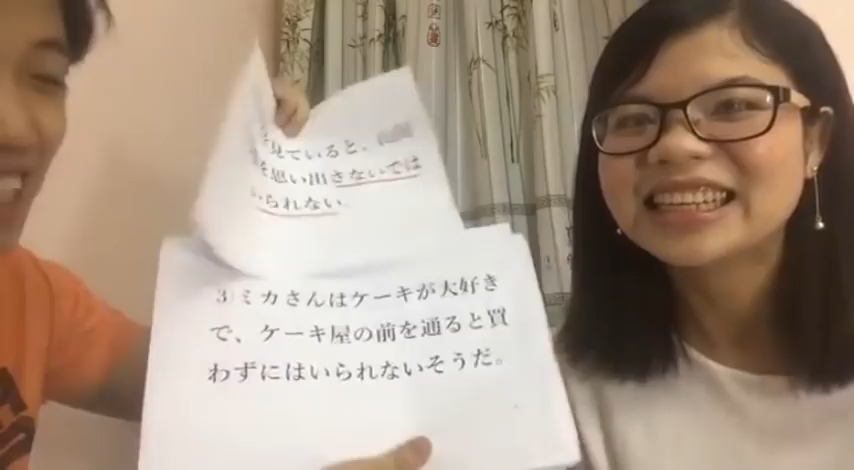 見ていると、
を思い出さないでは
られない
3)ミカさんはケーキが大好き
で、ケーキ屋の前を通ると買
わずにはいられないそうだ。